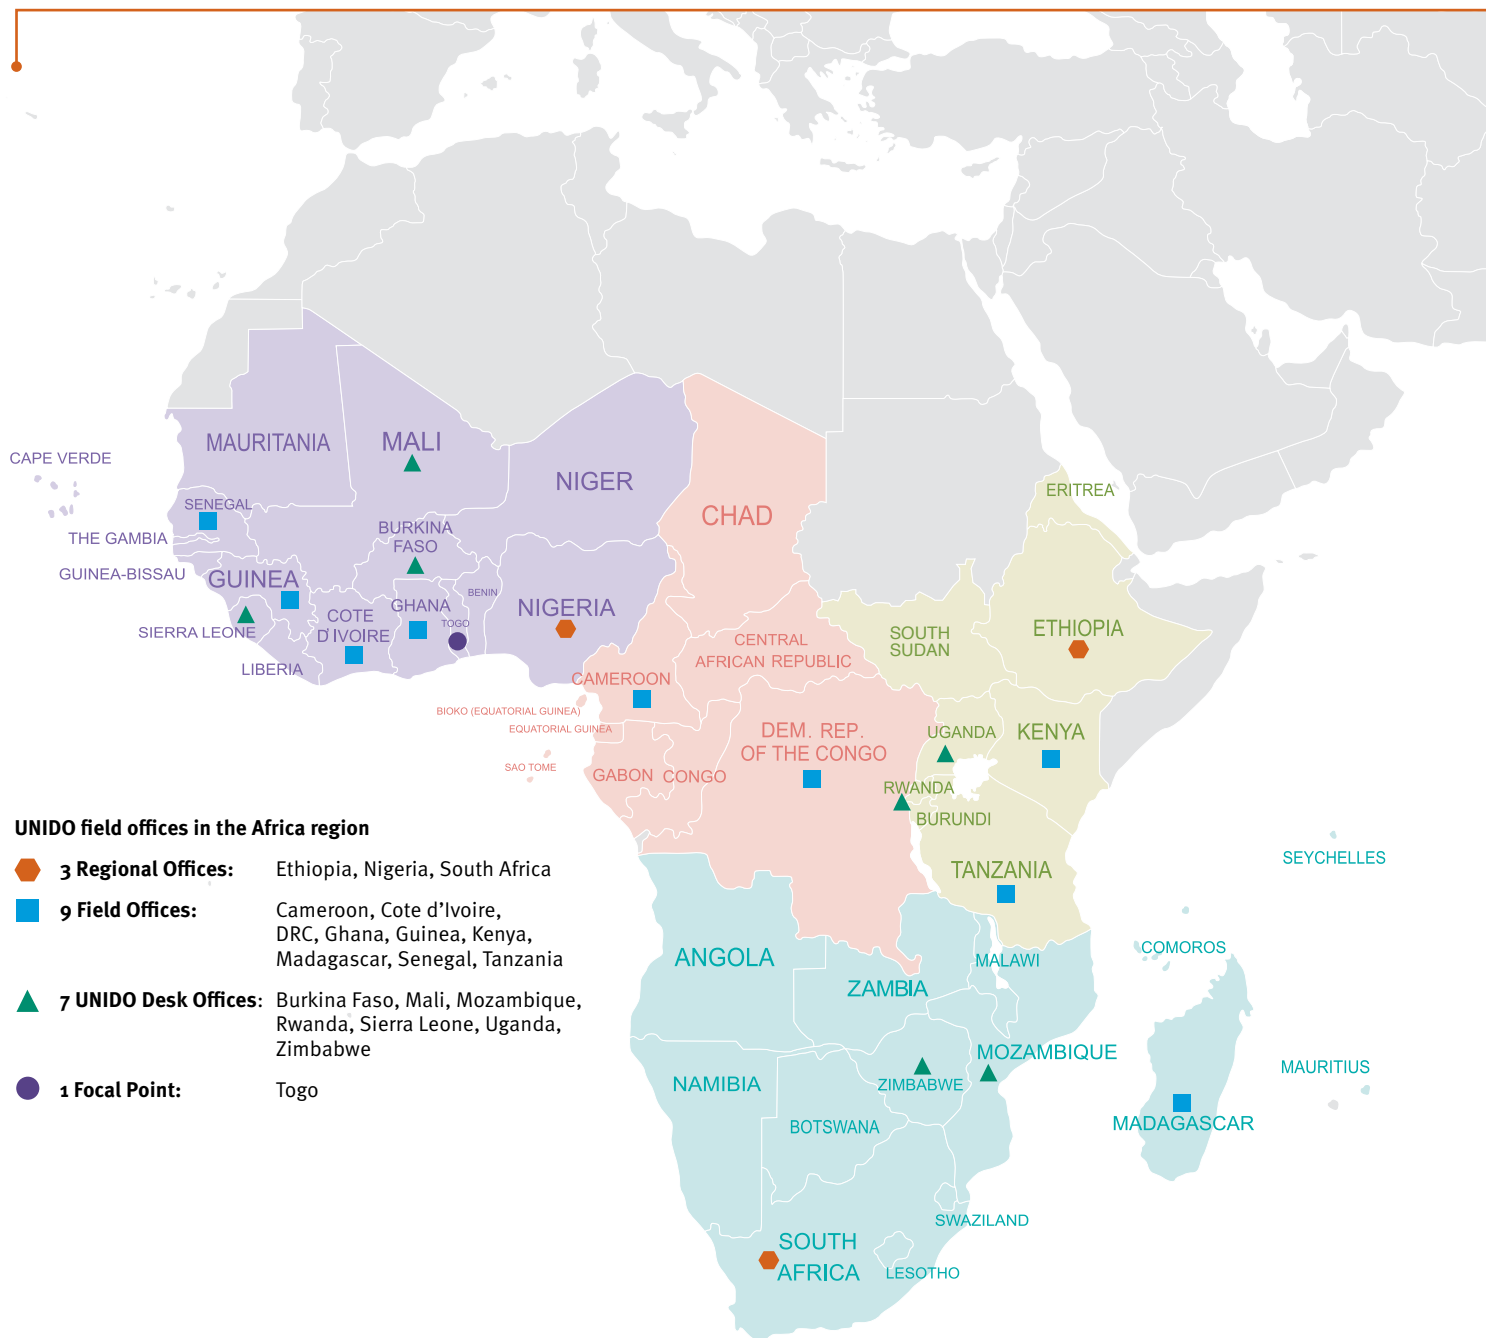 MAURITANIA
MALI
CAPE VERDE
NIGER
ERITREA
SENEGAL
CHAD
BURKINA
FASO
THE GAMBIA
GUINEA-BISSAU
GUINEA
BENIN
GHANA
NIGERIA
COTE
D'IVOIRE
TOGO
SIERRA LEONE
LIBERIA
SOUTH
SUDAN
ETHIOPIA
CENTRAL
AFRICAN REPUBLIC
CAMEROON
BIOKO (EQUATORIAL GUINEA)
EQUATORIAL GUINEA
SAO TOME
GABON
CONGO
DEM. REP.
OF THE CONGO
UGANDA
KENYA
RWANDA
BURUNDI
TANZANIA
SEYCHELLES
COMOROS
ANGOLA
MALAWI
ZAMBIA
MOZAMBIQUE
ZIMBABWE
NAMIBIA
MAURITIUS
BOTSWANA
MADAGASCAR
SWAZILAND
SOUTH
AFRICA
LESOTHO
UNIDO field offices in the Africa region
3 Regional Offices: Ethiopia, Nigeria, South Africa
9 Field Offices: Cameroon, Cote d'Ivoire,
DRC, Ghana, Guinea, Kenya,
Madagascar, Senegal, Tanzania
7 UNIDO Desk Offices: Burkina Faso, Mali, Mozambique,
Rwanda, Sierra Leone, Uganda,
Zimbabwe
1 Focal Point: Togo